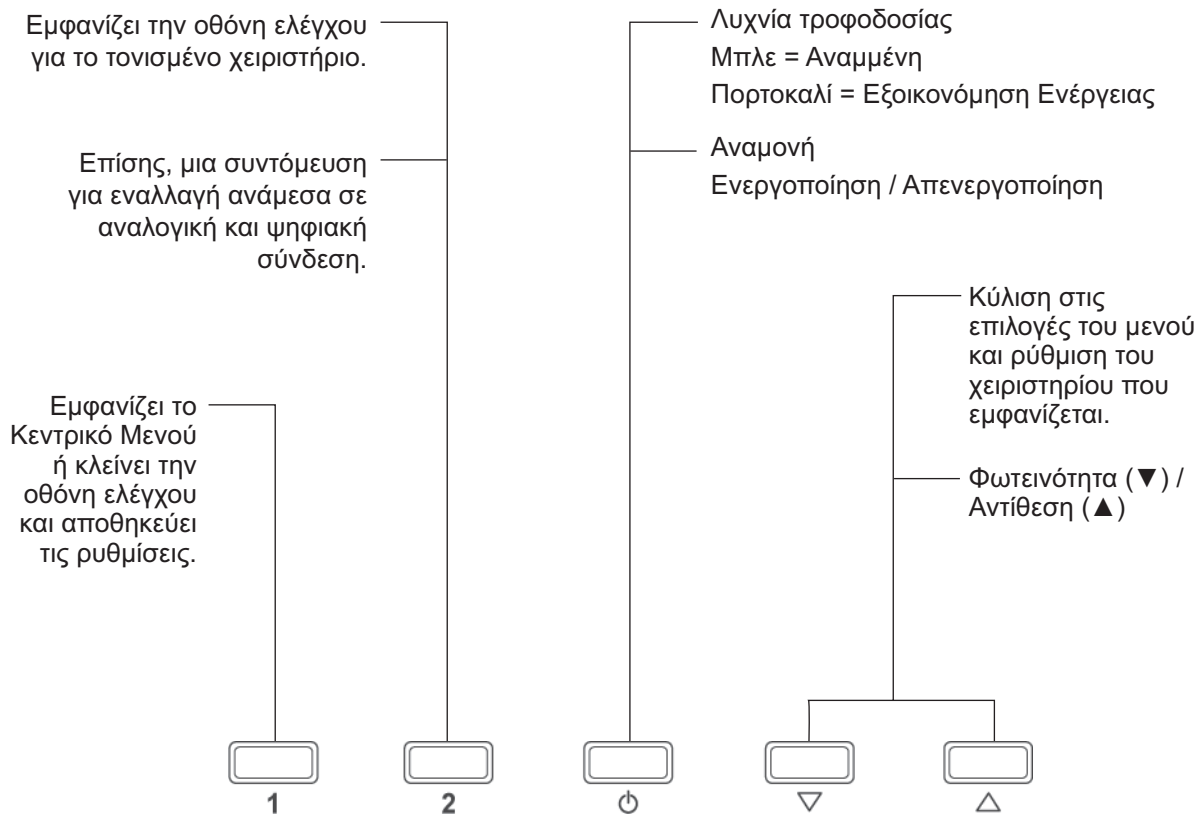 Εμφανίζει την οθόνη ελέγχου
για το τονισμένο χειριστήριο.
Επίσης, μια συντόμευση
για εναλλαγή ανάμεσα σε
αναλογική και ψηφιακή
σύνδεση.
Εμφανίζει το
Κεντρικό Μενού
ή κλείνει την
οθόνη ελέγχου
και αποθηκεύει
τις ρυθμίσεις.
Λυχνία τροφοδοσίας
Μπλε = Αναμμένη
Πορτοκαλί = Εξοικονόμηση Ενέργειας
Αναμονή
Ενεργοποίηση / Απενεργοποίηση
Κύλιση στις
επιλογές του μενού
και ρύθμιση του
χειριστηρίου που
εμφανίζεται.
Φωτεινότητα (▼) /
Αντίθεση (▲)
1 2 ⏻ ▽ △